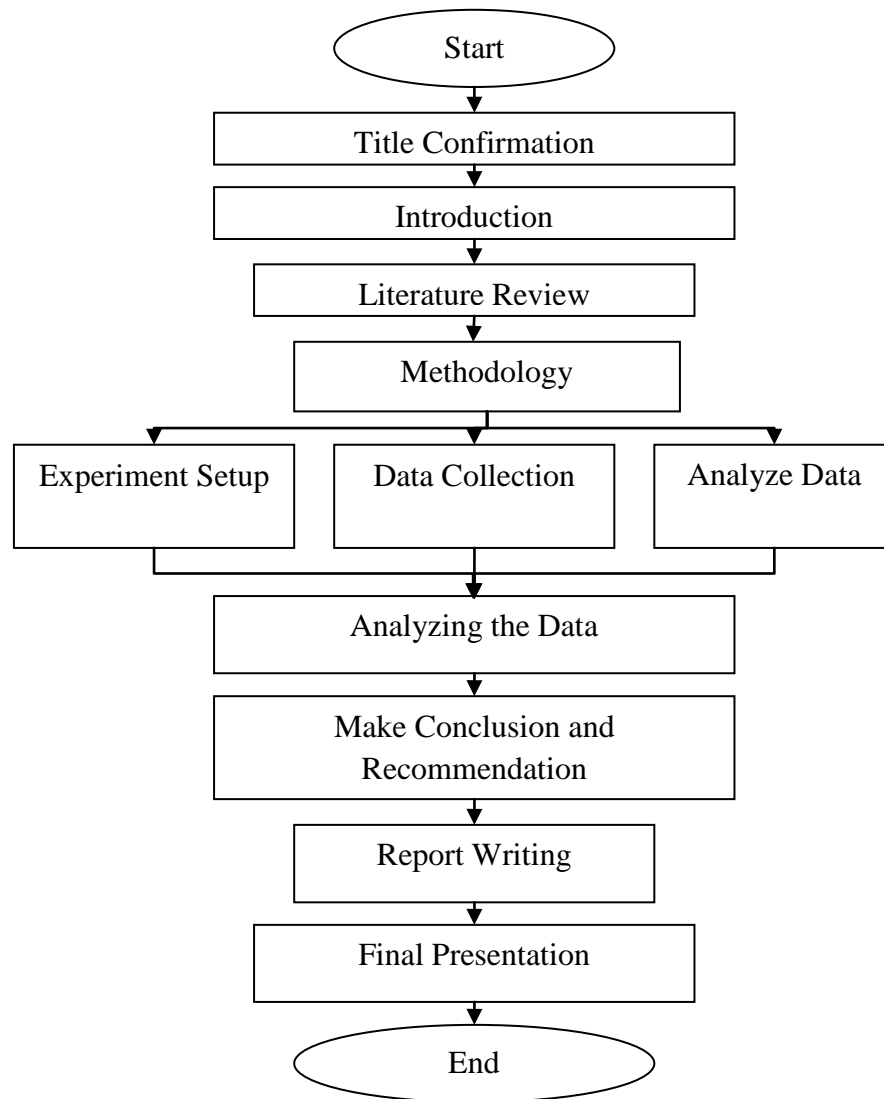 Start
Title Confirmation
Introduction
Literature Review
Methodology
Experiment Setup
Data Collection
Analyze Data
Analyzing the Data
Make Conclusion and
Recommendation
Report Writing
Final Presentation
End